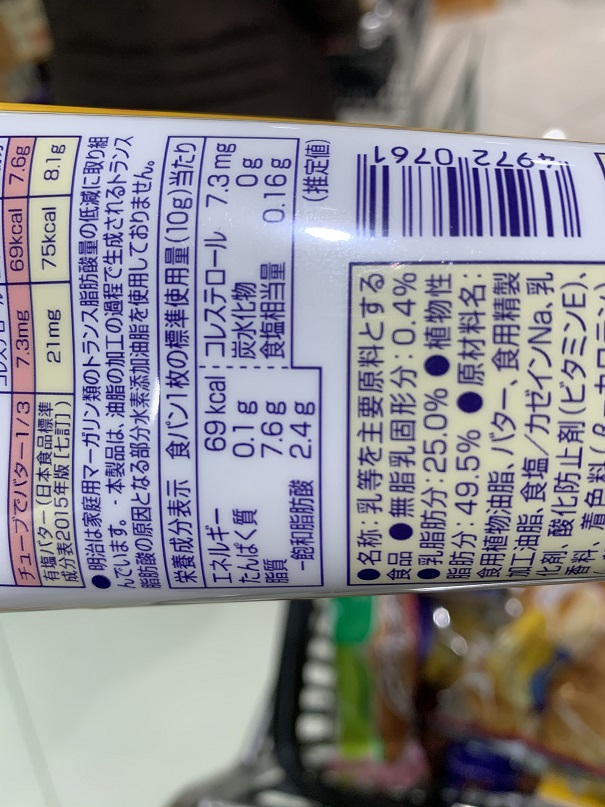 チューブでバター1/3 7.3mg 69kcal 7.6g
有塩バター(日本食品標準成分表2015年版[七訂]) 21mg 75kcal 8.1g
●明治は家庭用マーガリン類のトランス脂肪酸量の低減に取り組
んでいます。・本製品は、油脂の加工の過程で生成されるトランス
脂肪酸の原因となる部分水素添加油脂を使用しておりません。
栄養成分表示 食パン1枚の標準使用量(10g)当たり
エネルギー 69kcal コレステロール 7.3mg
たんぱく質 0.1g 炭水化物 0g
脂質 7.6g 食塩相当量 0.16g
-飽和脂肪酸 2.4g
(推定値)
4972 0761
●名称:乳等を主要原料とする
食品 ●無脂乳固形分:0.4%
●乳脂肪分:25.0% ●植物性
脂肪分:49.5% ●原材料名:
食用植物油脂、バター、食用精製
加工油脂、食塩/カゼインNa、乳
化剤、酸化防止剤(ビタミンE)、
香料、着色料